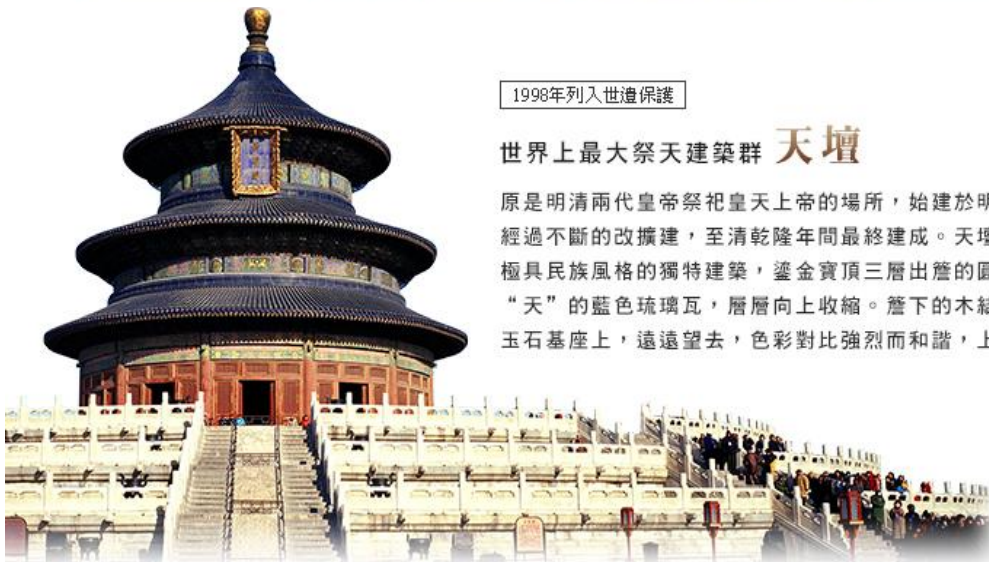 1998年列入世遺保護
世界上最大祭天建築群 天壇
原是明清兩代皇帝祭祀皇天上帝的場所，始建於明
經過不斷的改擴建，至清乾隆年間最終建成。天壇
極具民族風格的獨特建築，鎏金寶頂三層出簷的圓
“天”的藍色琉璃瓦，層層向上收縮。簷下的木結
玉石基座上，遠遠望去，色彩對比強烈而和諧，上